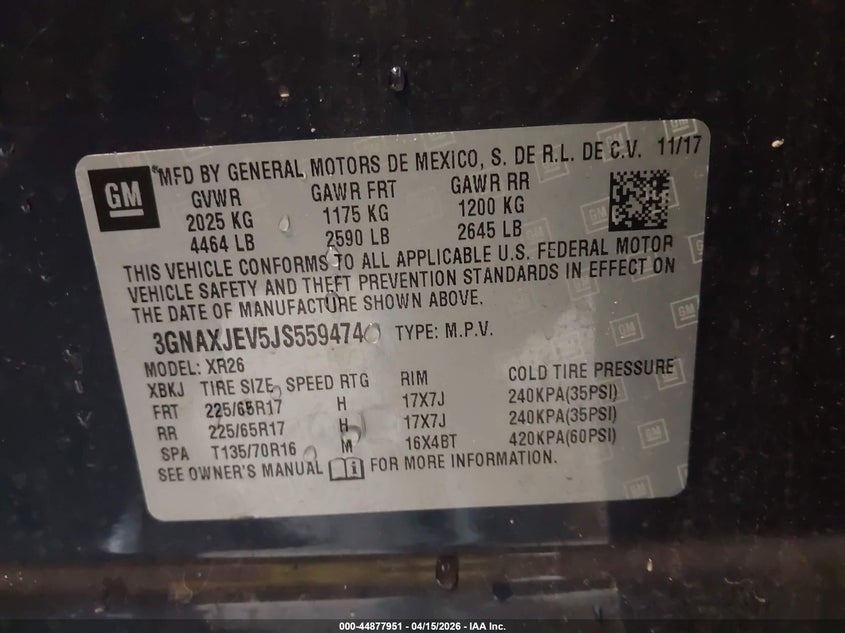 GM
*MFD BY GENERAL MOTORS DE MEXICO, S. DE R.L. DE C.V. 11/17
GVWR GAWR FRT GAWR RR
2025 KG 1175 KG 1200 KG
4464 LB 2590 LB 2645 LB
THIS VEHICLE CONFORMS TO ALL APPLICABLE U.S. FEDERAL MOTOR
VEHICLE SAFETY AND THEFT PREVENTION STANDARDS IN EFFECT ON
THE DATE OF MANUFACTURE SHOWN ABOVE.
3GNAXJEV5JS559474 TYPE: M.P.V.
MODEL: XR26
XBKJ TIRE SIZE SPEED RTG RIM COLD TIRE PRESSURE
FRT 225/65R17 H 17X7J 240KPA(35PSI)
RR 225/65R17 H 17X7J 240KPA(35PSI)
SPA T135/70R16 M 16X4BT 420KPA(60PSI)
SEE OWNER'S MANUAL FOR MORE INFORMATION.
000-44877951 - 04/15/2026 - IAA Inc.